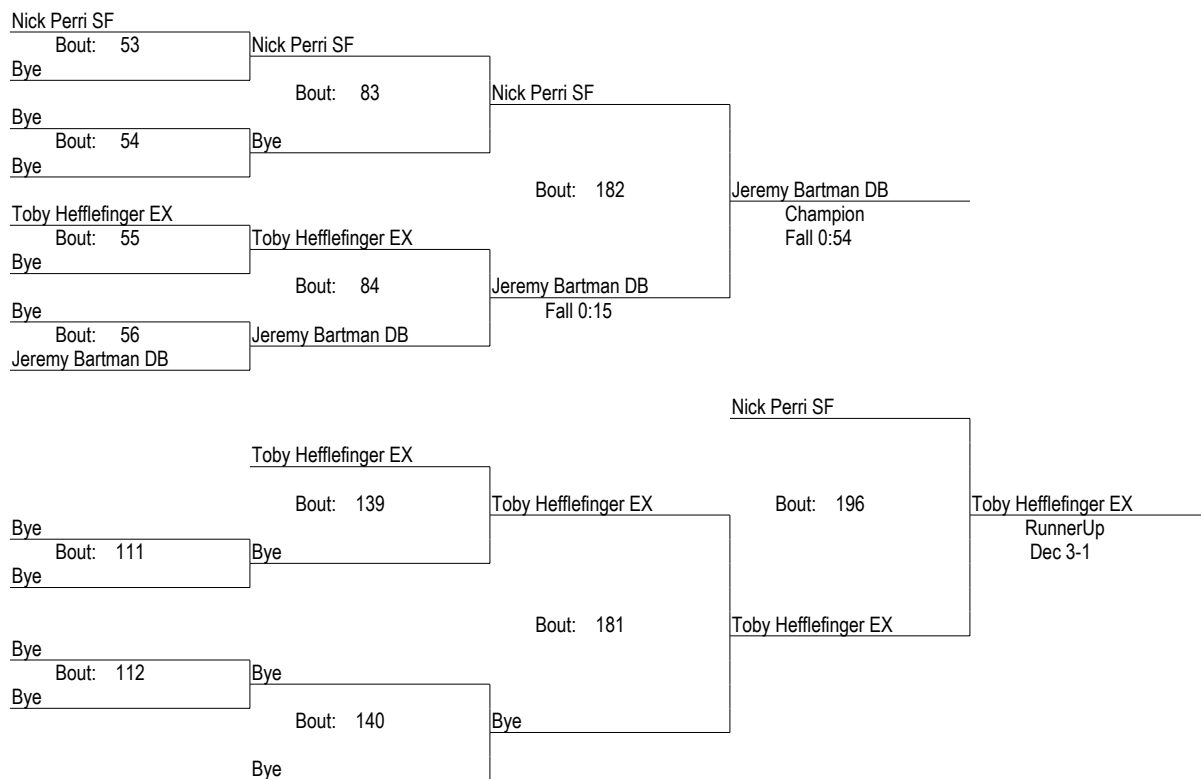 Nick Perri SF
Bout: 53
Nick Perri SF
Bye
Bout: 83
Nick Perri SF
Bye
Bout: 54
Bye
Bye
Bout: 182
Jeremy Bartman DB
Champion
Fall 0:54
Toby Hefflefinger EX
Bout: 55
Toby Hefflefinger EX
Bye
Bout: 84
Jeremy Bartman DB
Fall 0:15
Bye
Bout: 56
Jeremy Bartman DB
Jeremy Bartman DB
Nick Perri SF
Toby Hefflefinger EX
Bout: 139
Toby Hefflefinger EX
Bout: 196
Toby Hefflefinger EX
RunnerUp
Dec 3-1
Bye
Bout: 111
Bye
Bye
Bout: 181
Toby Hefflefinger EX
Bye
Bout: 112
Bye
Bye
Bout: 140
Bye
Bye